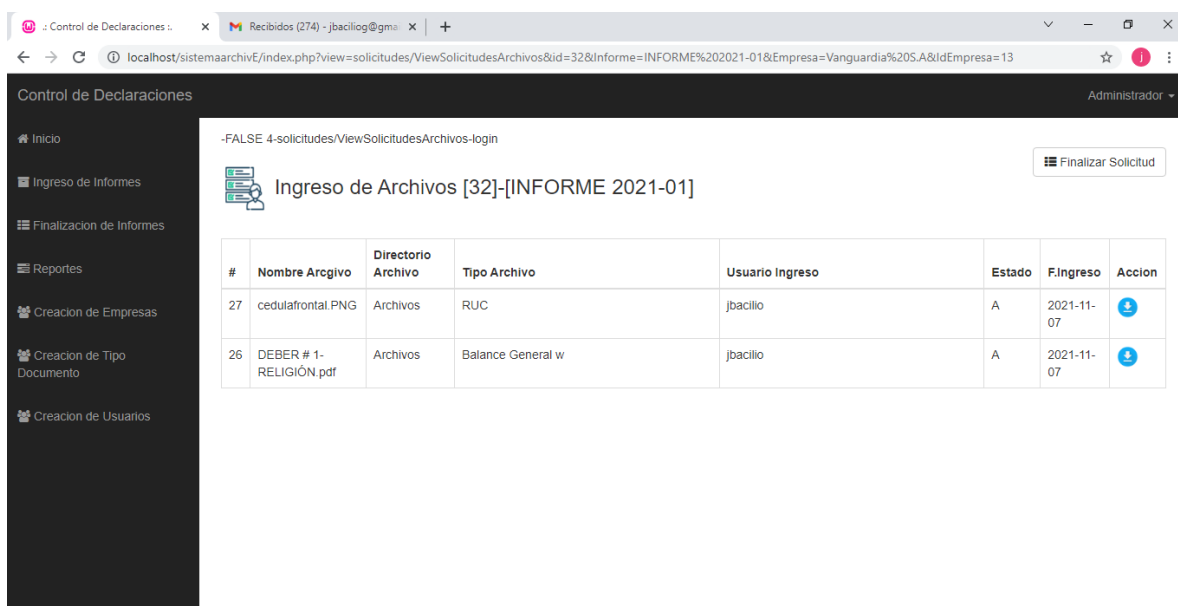 .: Control de Declaraciones :.
Recibidos (274) - jbaciliog@gmai
localhost/sistemaarchivE/index.php?view=solicitudes/ViewSolicitudesArchivos&id=32&Informe=INFORME%202021-01&Empresa=Vanguardia%20S.A&IdEmpresa=13
j
Control de Declaraciones
Administrador
Inicio
Ingreso de Informes
Finalizacion de Informes
Reportes
Creacion de Empresas
Creacion de Tipo
Documento
Creacion de Usuarios
-FALSE 4-solicitudes/ViewSolicitudesArchivos-login
Finalizar Solicitud
Ingreso de Archivos [32]-[INFORME 2021-01]
# Nombre Arcgivo Directorio Archivo Tipo Archivo Usuario Ingreso Estado F.Ingreso Accion
27 cedulafrontal.PNG Archivos RUC jbacilio A 2021-11-07
26 DEBER # 1-RELIGIÓN.pdf Archivos Balance General w jbacilio A 2021-11-07